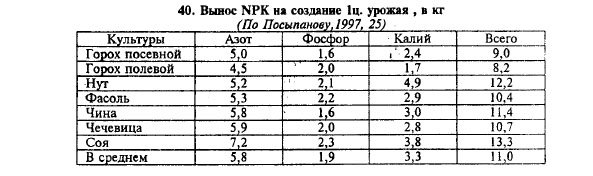 40. Вынос NPK на создание 1ц. урожая , в кг
(По Посыпанову,1997, 25)
Культуры Азот Фосфор Калий Всего
Горох посевной 5,0 1,6 2,4 9,0
Горох полевой 4,5 2,0 1,7 8,2
Нут 5,2 2,1 4,9 12,2
Фасоль 5,3 2,2 2,9 10,4
Чина 5,8 1,6 3,0 11,4
Чечевица 5,9 2,0 2,8 10,7
Соя 7,2 2,3 3,8 13,3
В среднем 5,8 1,9 3,3 11,0